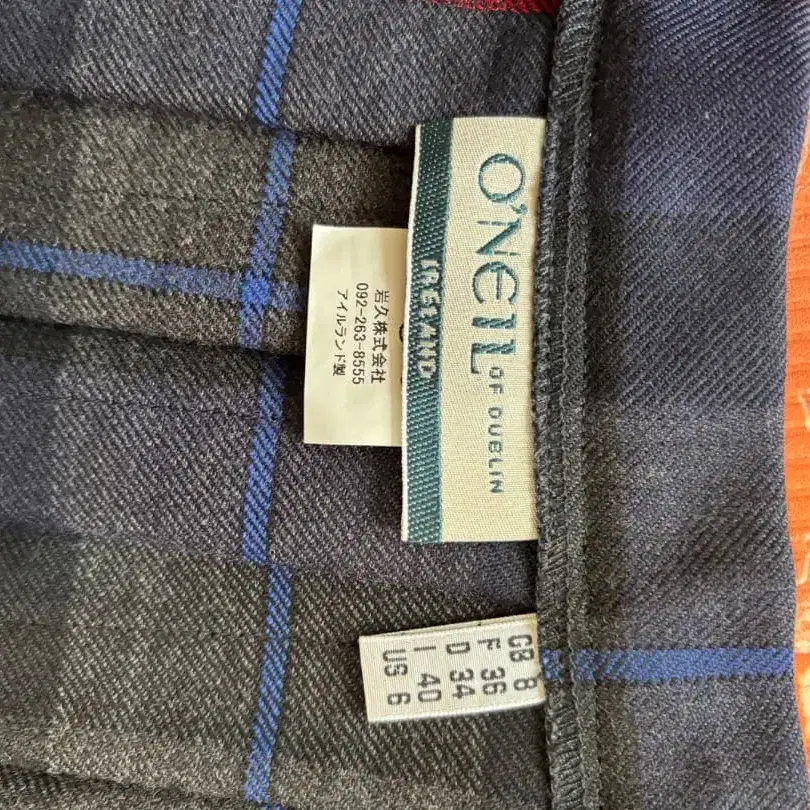 O'NEIL
OF DUBLIN
IRELAND
岩久株式会社
092-263-8555
アイルランド製
GB 8
F 36
D 34
I 40
US 6